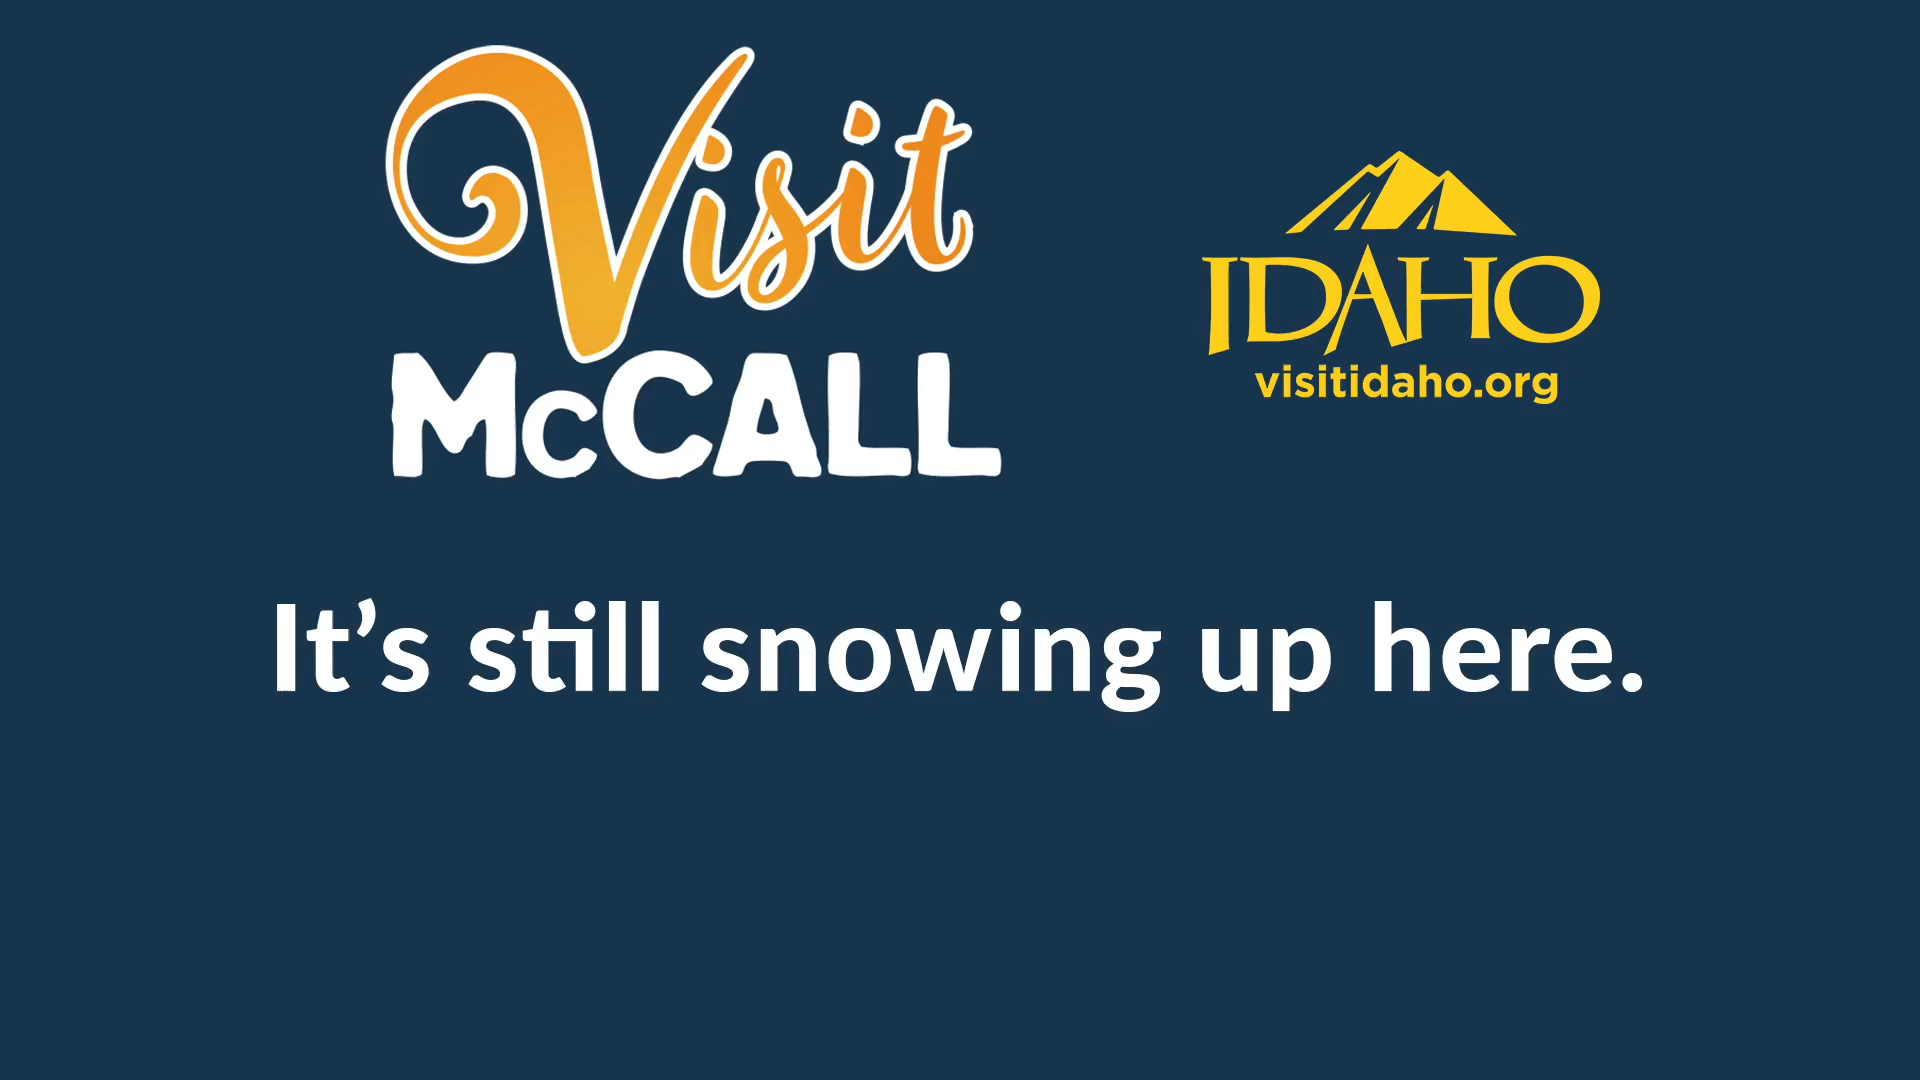 Visit
McCALL
IDAHO
visitidaho.org
It’s still snowing up here.